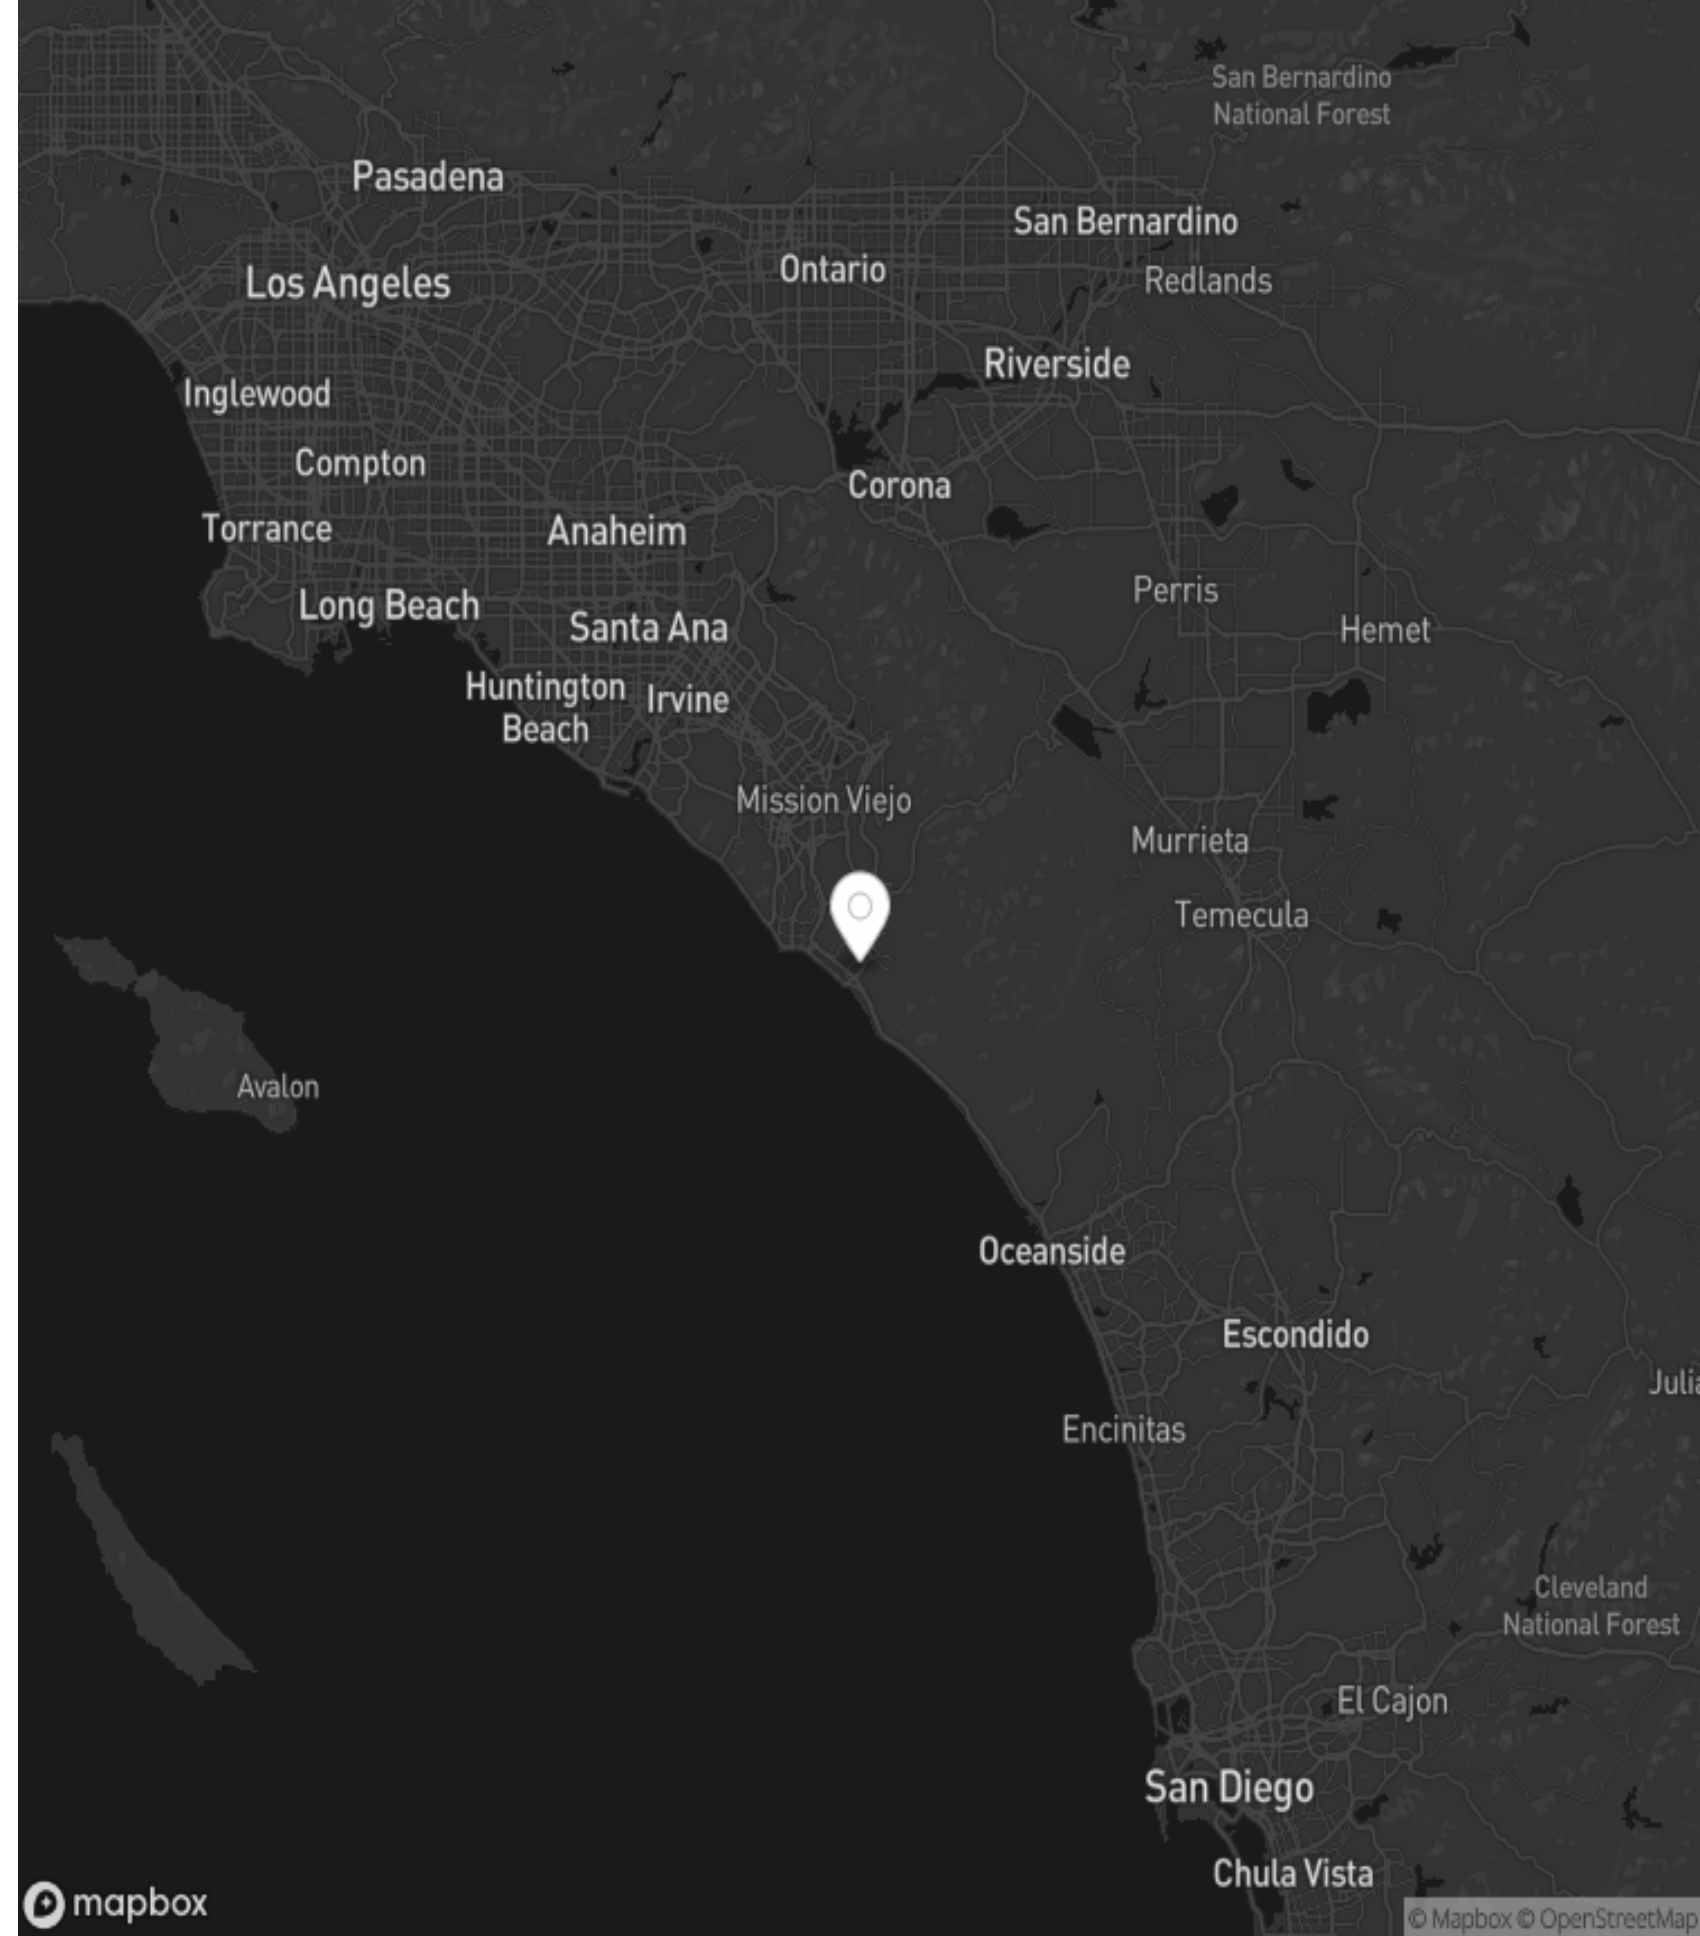 San Bernardino
National Forest
Pasadena
San Bernardino
Ontario
Redlands
Los Angeles
Riverside
Inglewood
Compton
Corona
Torrance
Anaheim
Perris
Long Beach
Santa Ana
Hemet
Huntington
Beach
Irvine
Mission Viejo
Murrieta
Temecula
Avalon
Oceanside
Escondido
Julia
Encinitas
Cleveland
National Forest
El Cajon
San Diego
Chula Vista
mapbox
© Mapbox © OpenStreetMap